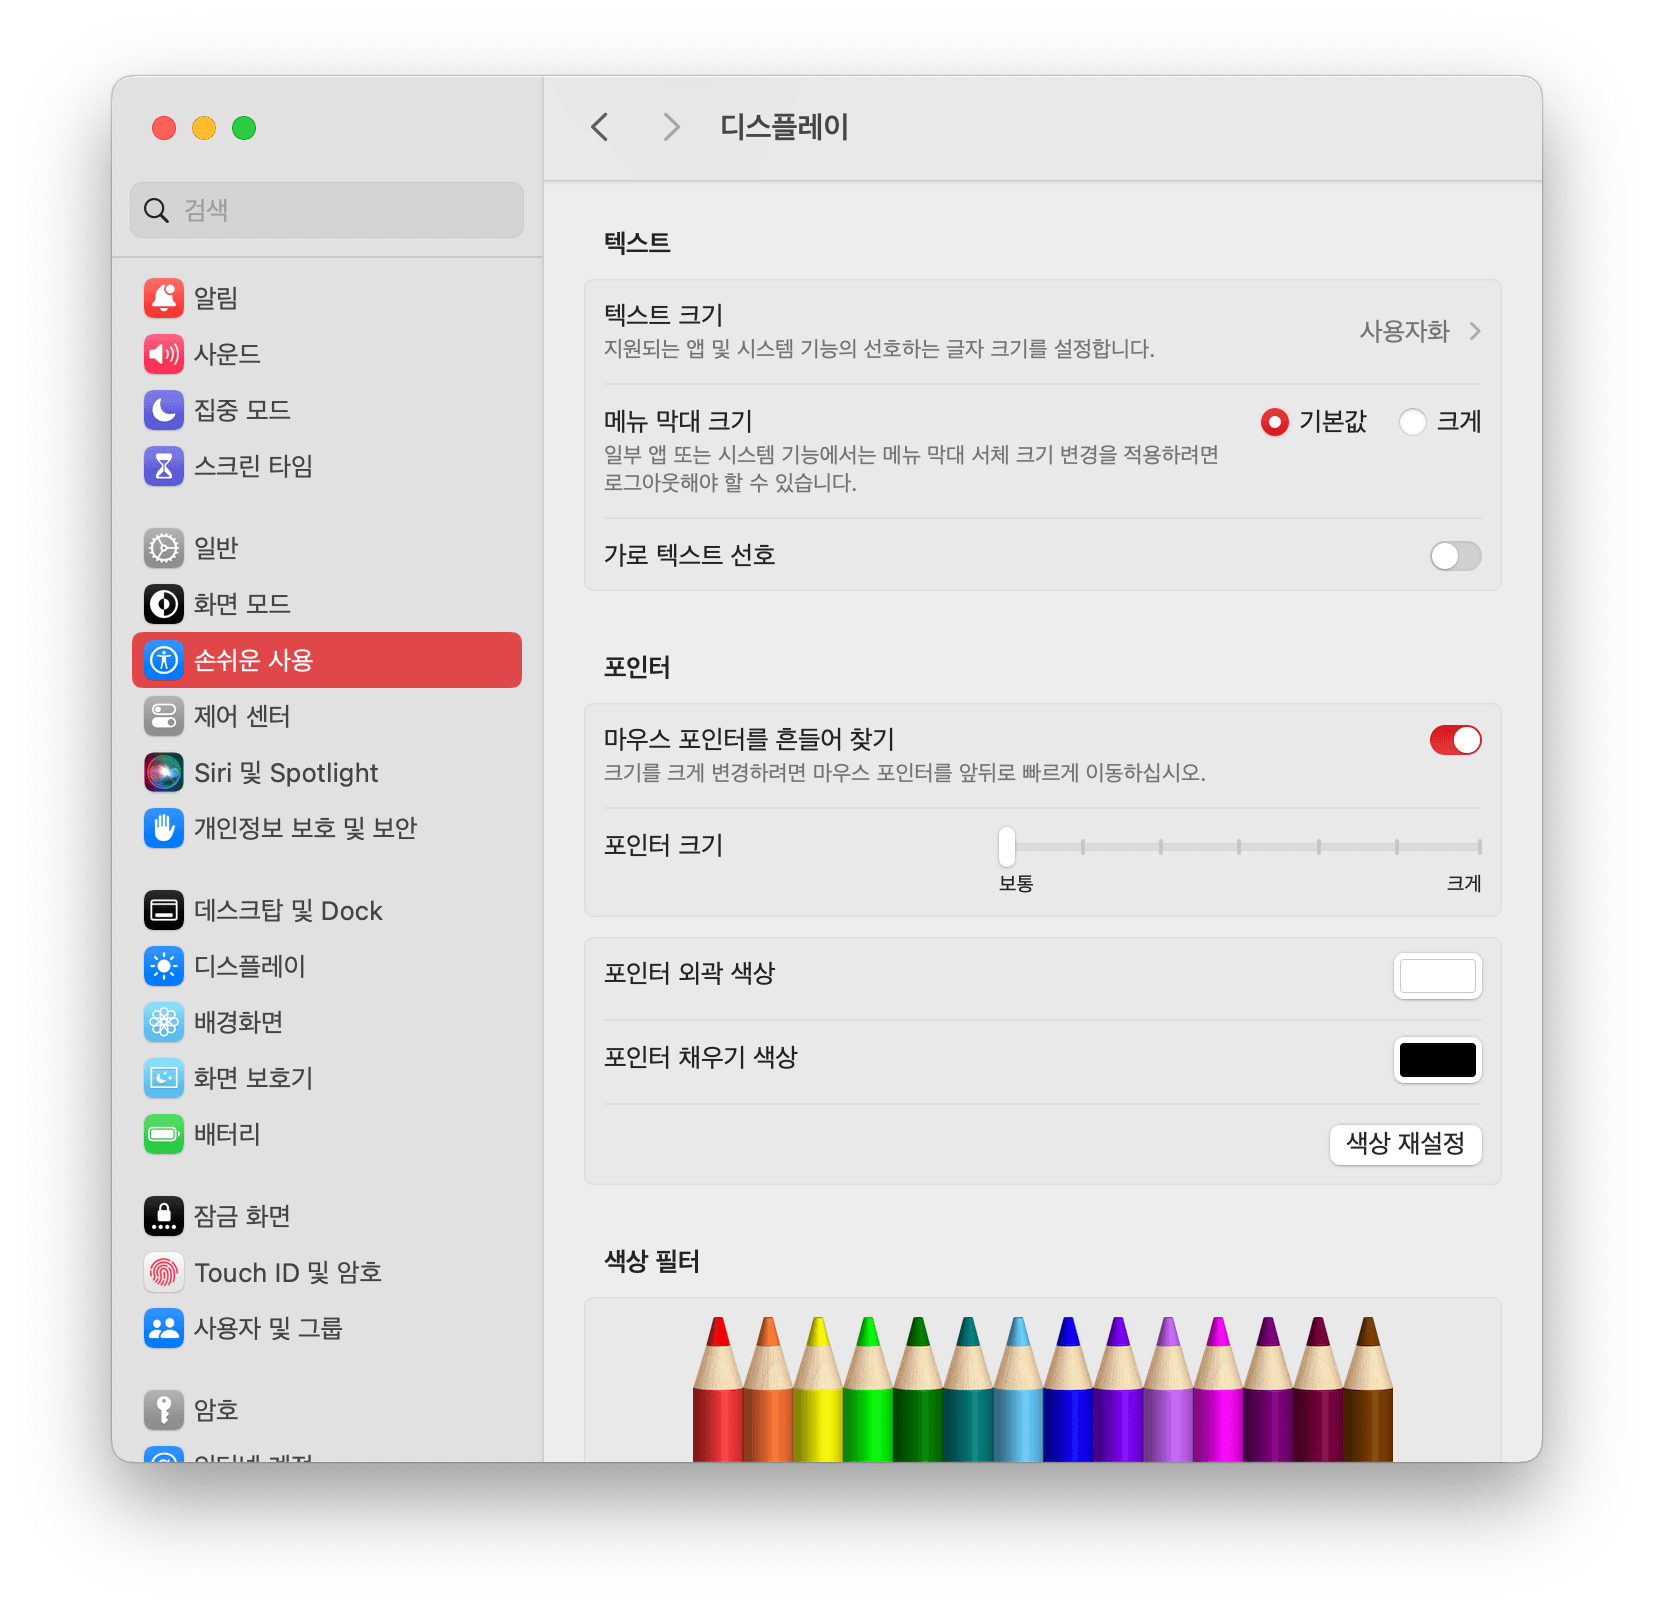 검색
알림
사운드
집중 모드
스크린 타임
일반
화면 모드
손쉬운 사용
제어 센터
Siri 및 Spotlight
개인정보 보호 및 보안
데스크탑 및 Dock
디스플레이
배경화면
화면 보호기
배터리
잠금 화면
Touch ID 및 암호
사용자 및 그룹
암호
인터넷 계정
디스플레이
텍스트
텍스트 크기
지원되는 앱 및 시스템 기능의 선호하는 글자 크기를 설정합니다.
사용자화
메뉴 막대 크기
기본값
크게
일부 앱 또는 시스템 기능에서는 메뉴 막대 서체 크기 변경을 적용하려면
로그아웃해야 할 수 있습니다.
가로 텍스트 선호
포인터
마우스 포인터를 흔들어 찾기
크기를 크게 변경하려면 마우스 포인터를 앞뒤로 빠르게 이동하십시오.
포인터 크기
보통
크게
포인터 외곽 색상
포인터 채우기 색상
색상 재설정
색상 필터